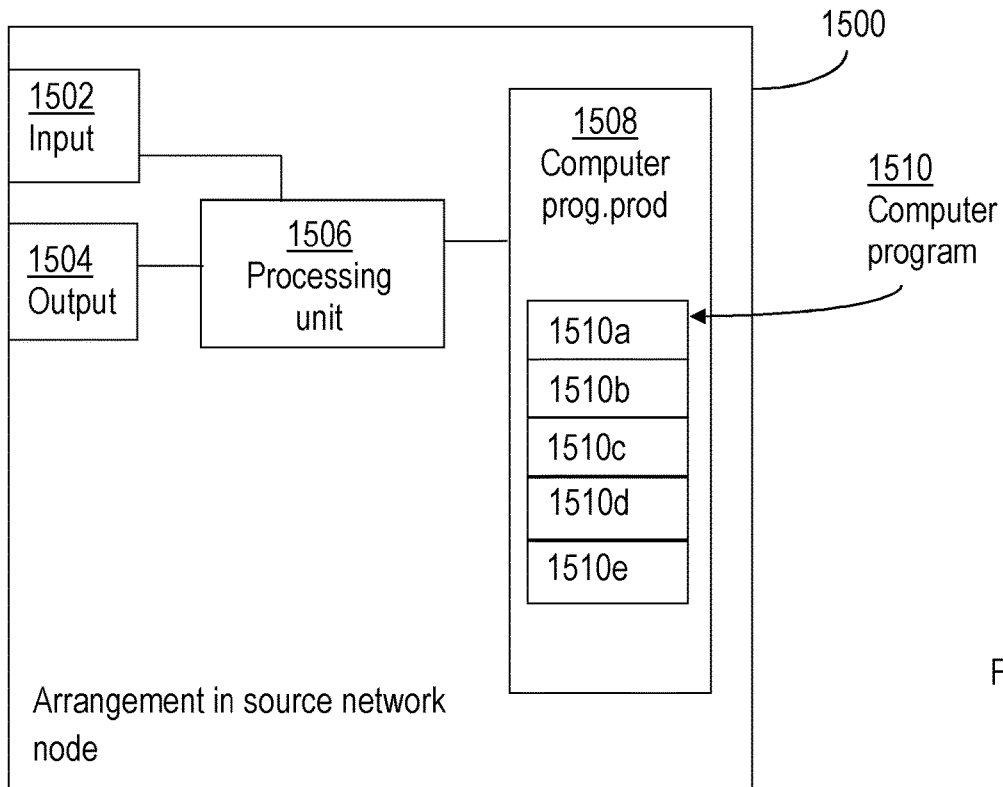 1500
1502
Input
1504
Output
1506
Processing
unit
1508
Computer
prog.prod
1510
Computer
program
1510a
1510b
1510c
1510d
1510e
Arrangement in source network
node
F